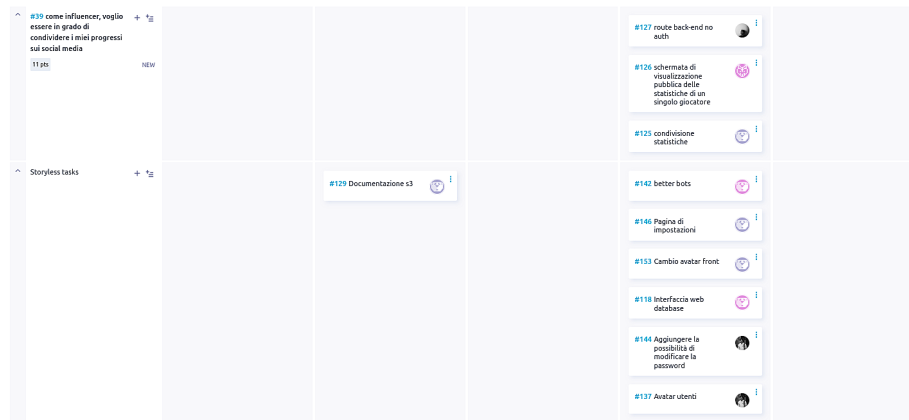 #39 come influencer, voglio
essere in grado di
condividere i miei progressi
sui social media
11 pts
NEW
#127 route back-end no
auth
#126 schermata di
visualizzazione
pubblica delle
statistiche di un
singolo giocatore
#125 condivisione
statistiche
Storyless tasks
#129 Documentazione s3
#142 better bots
#146 Pagina di
impostazioni
#153 Cambio avatar front
#118 Interfaccia web
database
#144 Aggiungere la
possibilità di
modificare la
password
#137 Avatar utenti